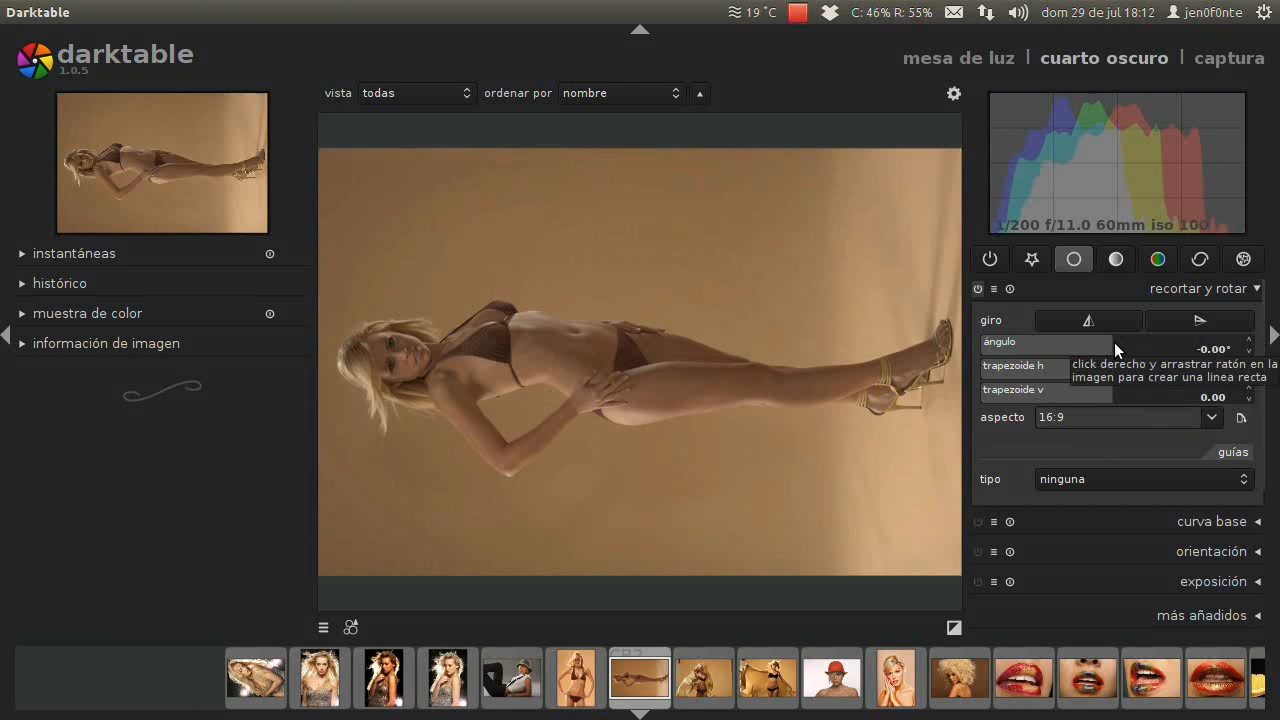 Darktable
19 °C
C: 46% R: 55%
dom 29 de jul 18:12
jen0f0nte
darktable
1.0.5
mesa de luz | cuarto oscuro | captura
vista todas ordenar por nombre
1/200 f/11.0 60mm iso 100
instantáneas
histórico
muestra de color
información de imagen
recortar y rotar
giro
ángulo
-0.00°
trapezoide h
click derecho y arrastrar ratón en la
imagen para crear una linea recta
trapezoide v
0.00
aspecto 16:9
guías
tipo ninguna
curva base
orientación
exposición
más añadidos
CR2